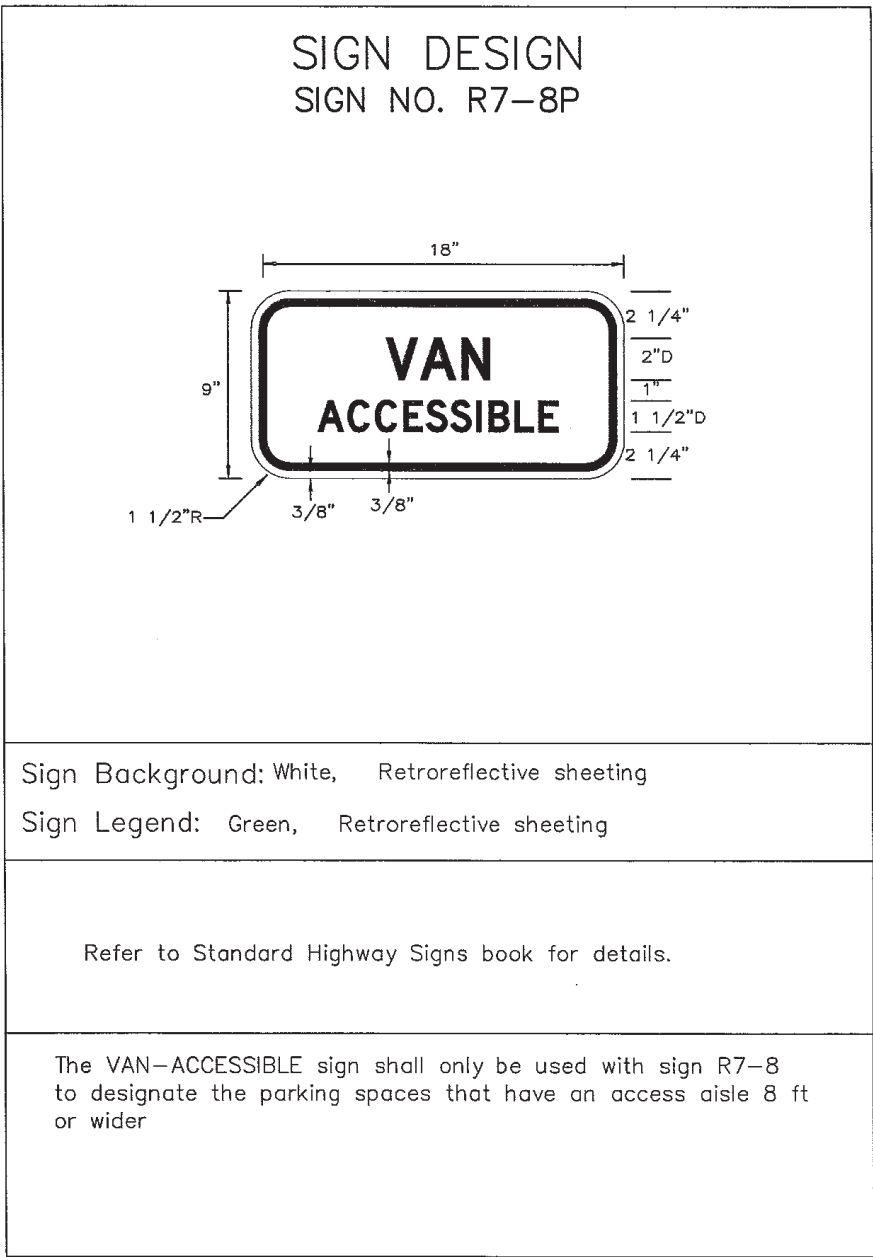 SIGN DESIGN
SIGN NO. R7-8P
18"
2 1/4"
VAN
2"D
9"
1"
ACCESSIBLE
1 1/2"D
2 1/4"
1 1/2"R
3/8"
3/8"
Sign Background: White, Retroreflective sheeting
Sign Legend: Green, Retroreflective sheeting
Refer to Standard Highway Signs book for details.
The VAN-ACCESSIBLE sign shall only be used with sign R7-8
to designate the parking spaces that have an access aisle 8 ft
or wider